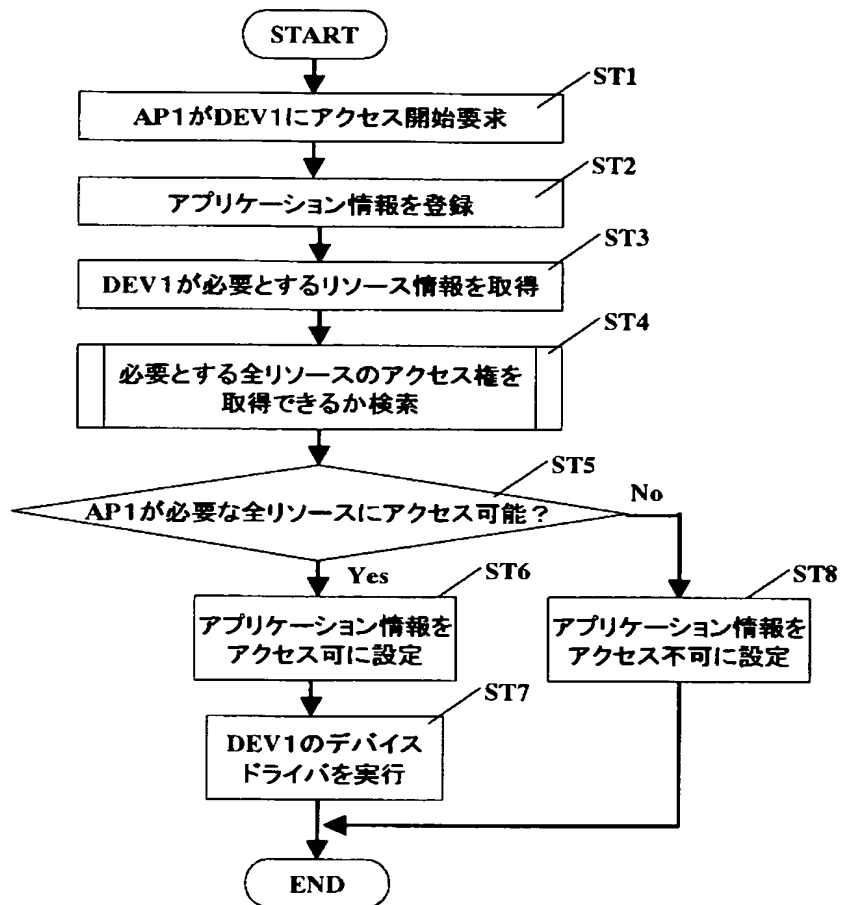 START
ST1
AP1がDEV1にアクセス開始要求
ST2
アプリケーション情報を登録
ST3
DEV1が必要とするリソース情報を取得
ST4
必要とする全リソースのアクセス権を
取得できるか検索
ST5
AP1が必要な全リソースにアクセス可能？
No
Yes
ST6
アプリケーション情報を
アクセス可に設定
ST8
アプリケーション情報を
アクセス不可に設定
ST7
DEV1のデバイス
ドライバを実行
END